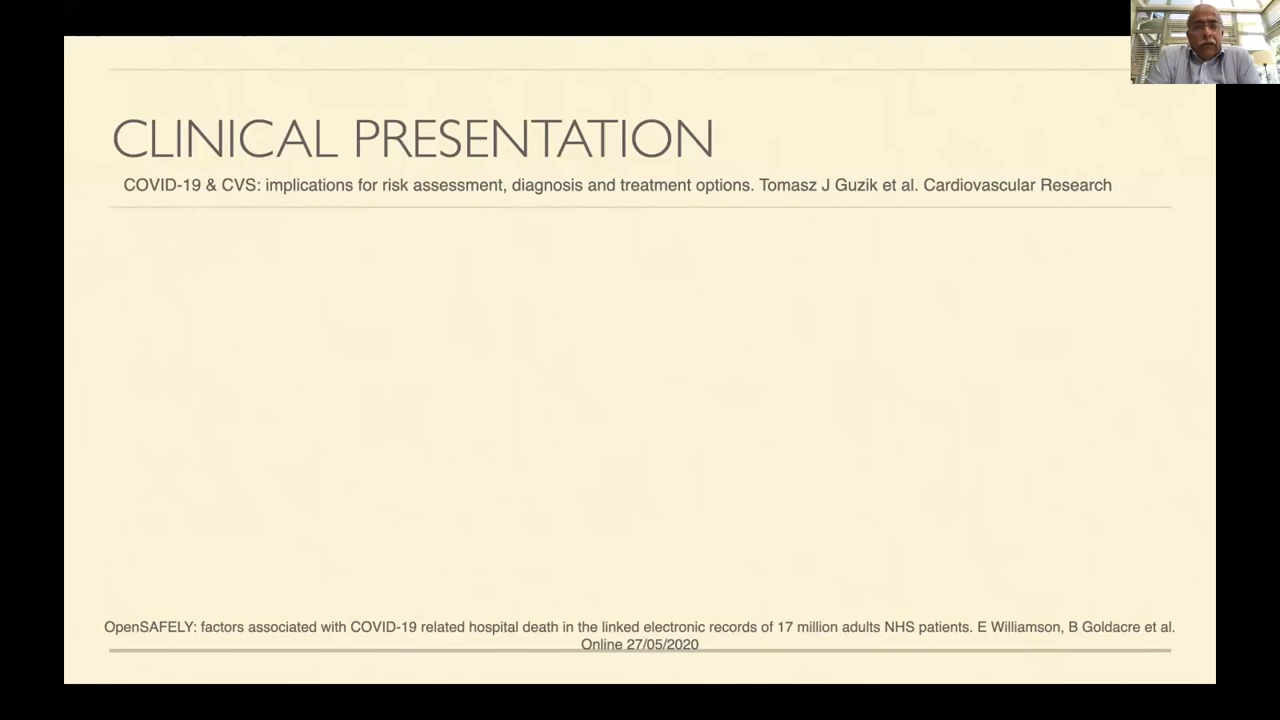 CLINICAL PRESENTATION
COVID-19 & CVS: implications for risk assessment, diagnosis and treatment options. Tomasz J Guzik et al. Cardiovascular Research
OpenSAFELY: factors associated with COVID-19 related hospital death in the linked electronic records of 17 million adults NHS patients. E Williamson, B Goldacre et al.
Online 27/05/2020